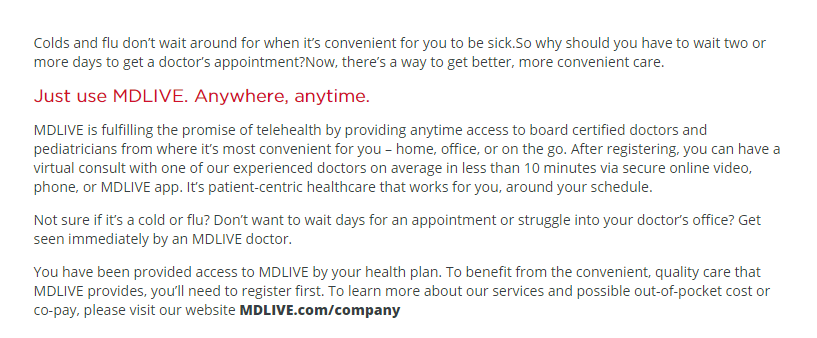 Colds and flu don’t wait around for when it’s convenient for you to be sick.So why should you have to wait two or
more days to get a doctor’s appointment?Now, there’s a way to get better, more convenient care.
Just use MDLIVE. Anywhere, anytime.
MDLIVE is fulfilling the promise of telehealth by providing anytime access to board certified doctors and
pediatricians from where it’s most convenient for you – home, office, or on the go. After registering, you can have a
virtual consult with one of our experienced doctors on average in less than 10 minutes via secure online video,
phone, or MDLIVE app. It’s patient-centric healthcare that works for you, around your schedule.
Not sure if it’s a cold or flu? Don’t want to wait days for an appointment or struggle into your doctor’s office? Get
seen immediately by an MDLIVE doctor.
You have been provided access to MDLIVE by your health plan. To benefit from the convenient, quality care that
MDLIVE provides, you’ll need to register first. To learn more about our services and possible out-of-pocket cost or
co-pay, please visit our website MDLIVE.com/company